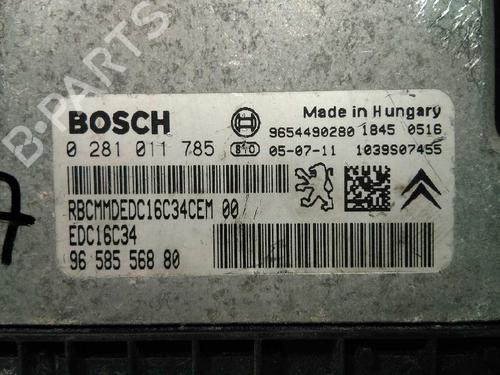 B-PARTS
BOSCH
Made in Hungary
9654490280 1845 0516
0 281 011 785
05-07-11 1039S07455
RBCMMDEDC16C34CEM 00
EDC16C34
96 585 568 80
7